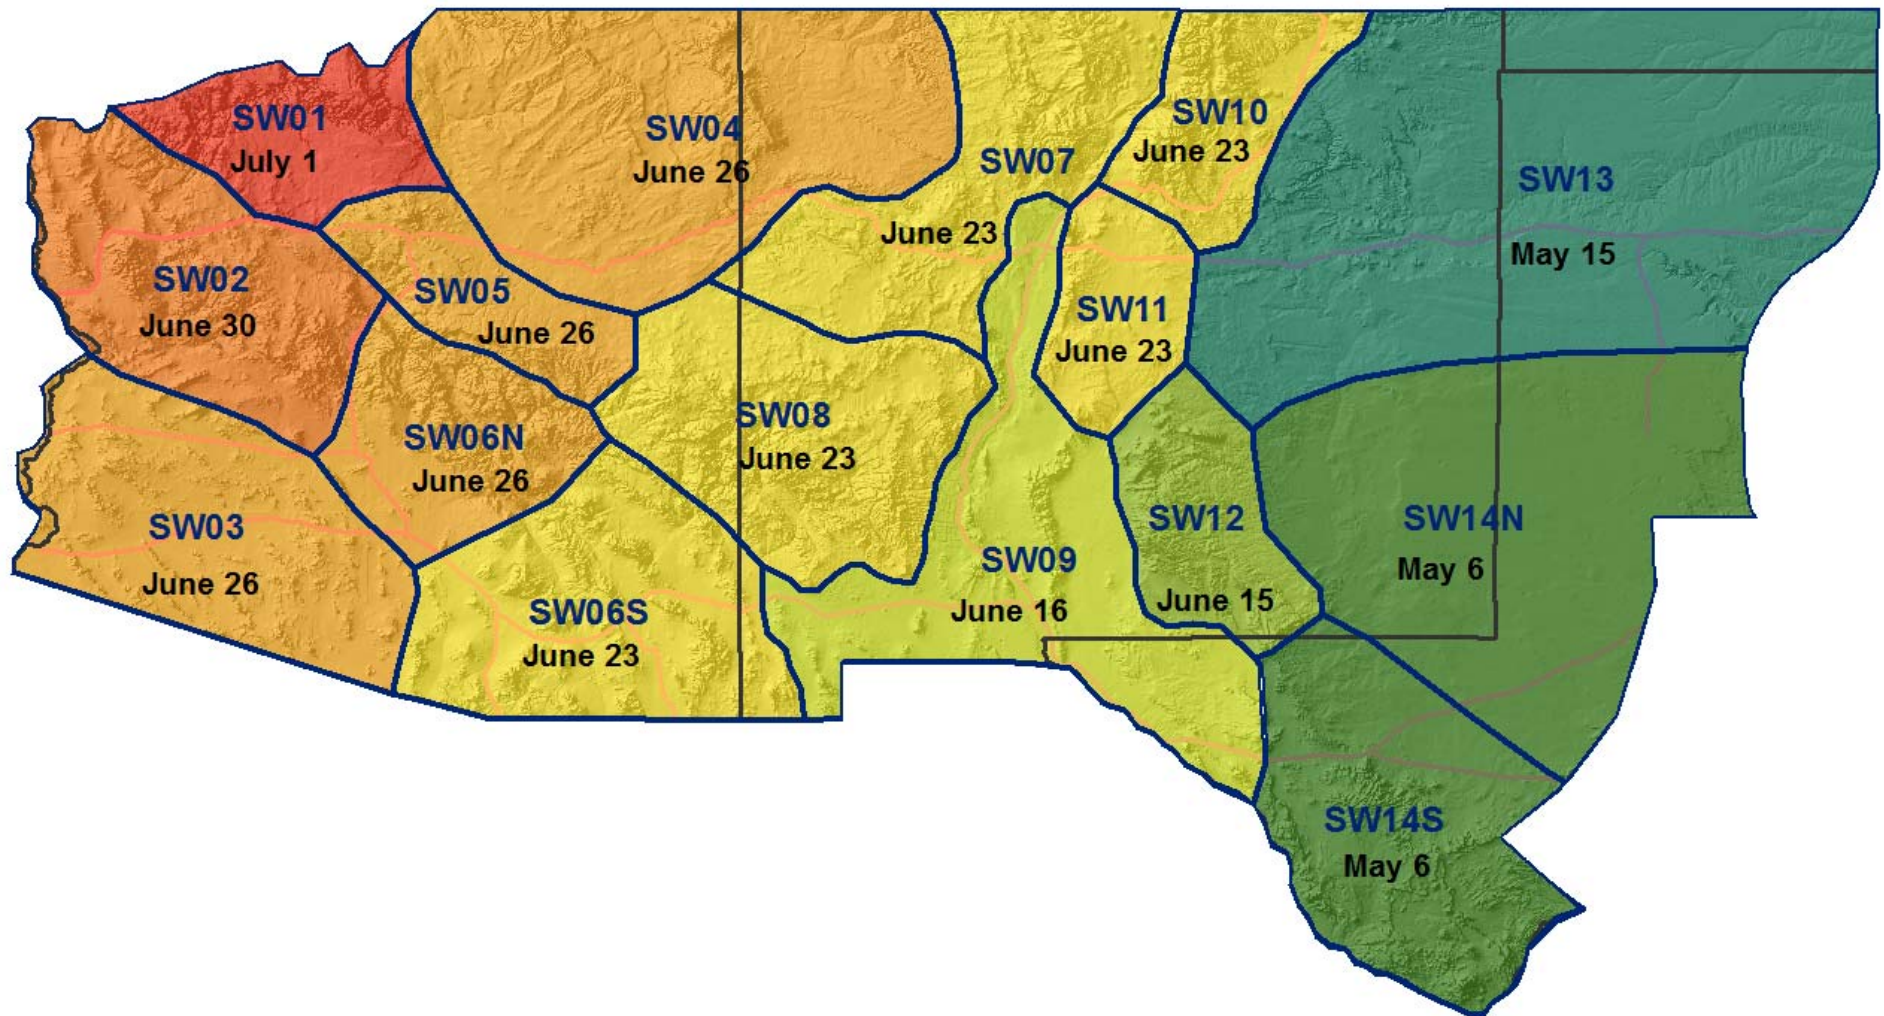 SW01
July 1
SW02
June 30
SW03
June 26
SW04
June 26
SW05
June 26
SW06N
June 26
SW06S
June 23
SW07
June 23
SW08
June 23
SW09
June 16
SW10
June 23
SW11
June 23
SW12
June 15
SW13
May 15
SW14N
May 6
SW14S
May 6